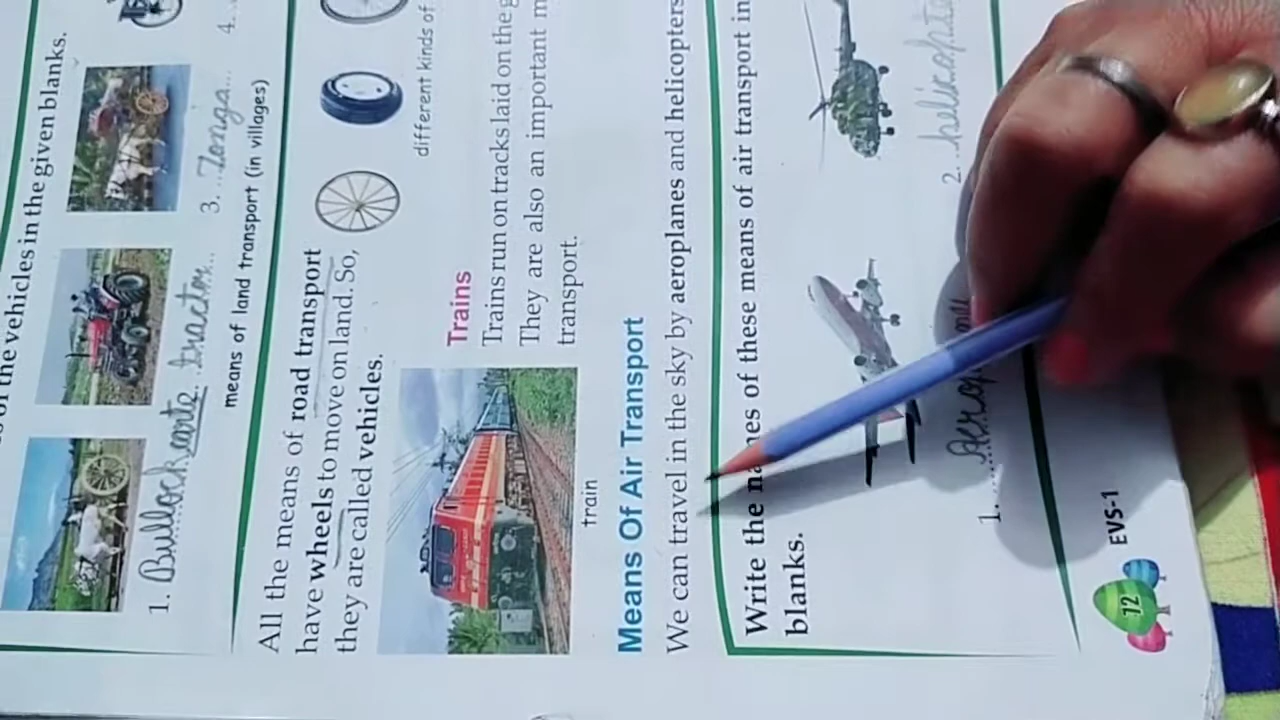 of the vehicles in the given blanks.
1. Bullock carte
tractor
3. Tonga
4.
means of land transport (in villages)
All the means of road transport
have wheels to move on land. So,
they are called vehicles.
different kinds of
Trains
Trains run on tracks laid on the
They are also an important
transport.
train
Means Of Air Transport
We can travel in the sky by aeroplanes and helicopters
Write the names of these means of air transport in
blanks.
1.
2.
EVS-1
72